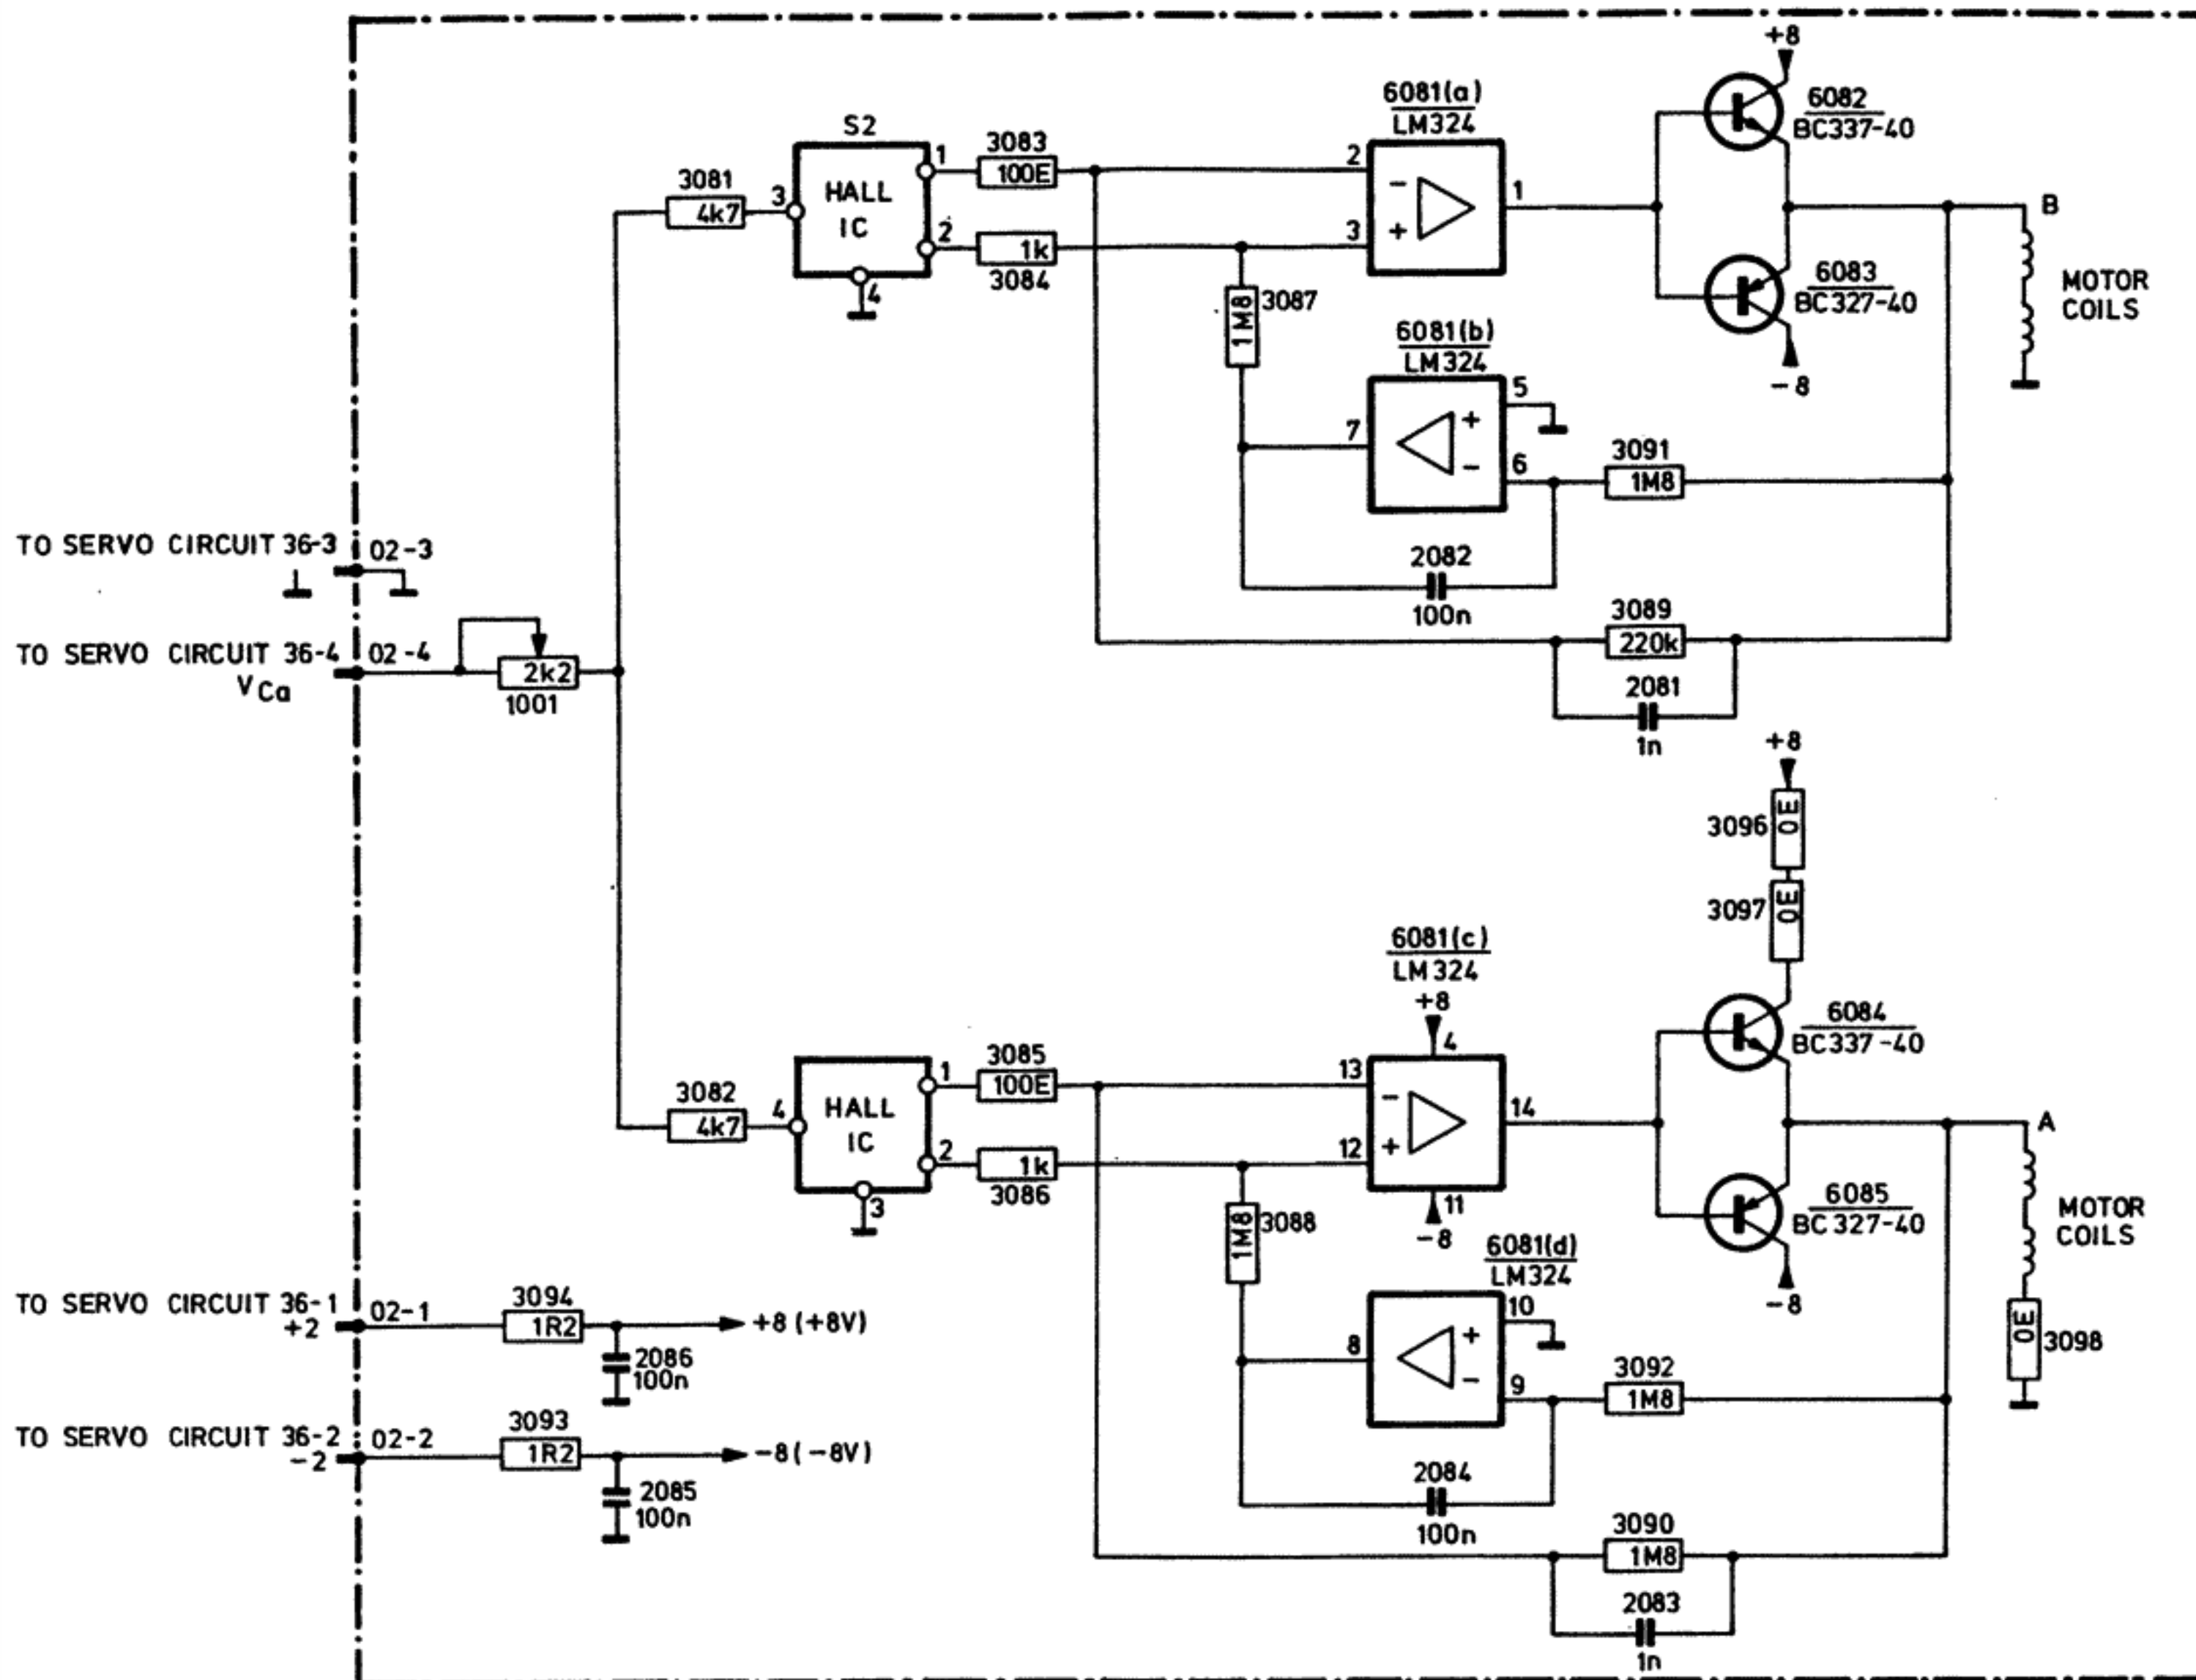 +8
6081(a)
LM324
6082
BC337-40
S2
3083
1
100E
2
-
3081
3
4k7
HALL
IC
1
B
2
1k
3084
3
+
4
6083
BC327-40
MOTOR
COILS
3087
1M8
6081(b)
LM324
-8
5
+
7
-
6
3091
1M8
TO SERVO CIRCUIT 36-3
02-3
2082
100n
3089
220k
TO SERVO CIRCUIT 36-4
02-4
VCa
2k2
1001
2081
1n
+8
3096
0E
3097
0E
6081(c)
LM324
+8
4
6084
BC337-40
3085
1
100E
13
-
3082
4
4k7
HALL
IC
14
A
2
1k
3086
12
+
3
11
-8
6085
BC327-40
MOTOR
COILS
3088
1M8
6081(d)
LM324
-8
TO SERVO CIRCUIT 36-1
+2
02-1
3094
1R2
+8 (+8V)
10
+
0E
3098
2086
100n
8
-
9
3092
1M8
TO SERVO CIRCUIT 36-2
-2
02-2
3093
1R2
-8 (-8V)
2085
100n
2084
100n
3090
1M8
2083
1n